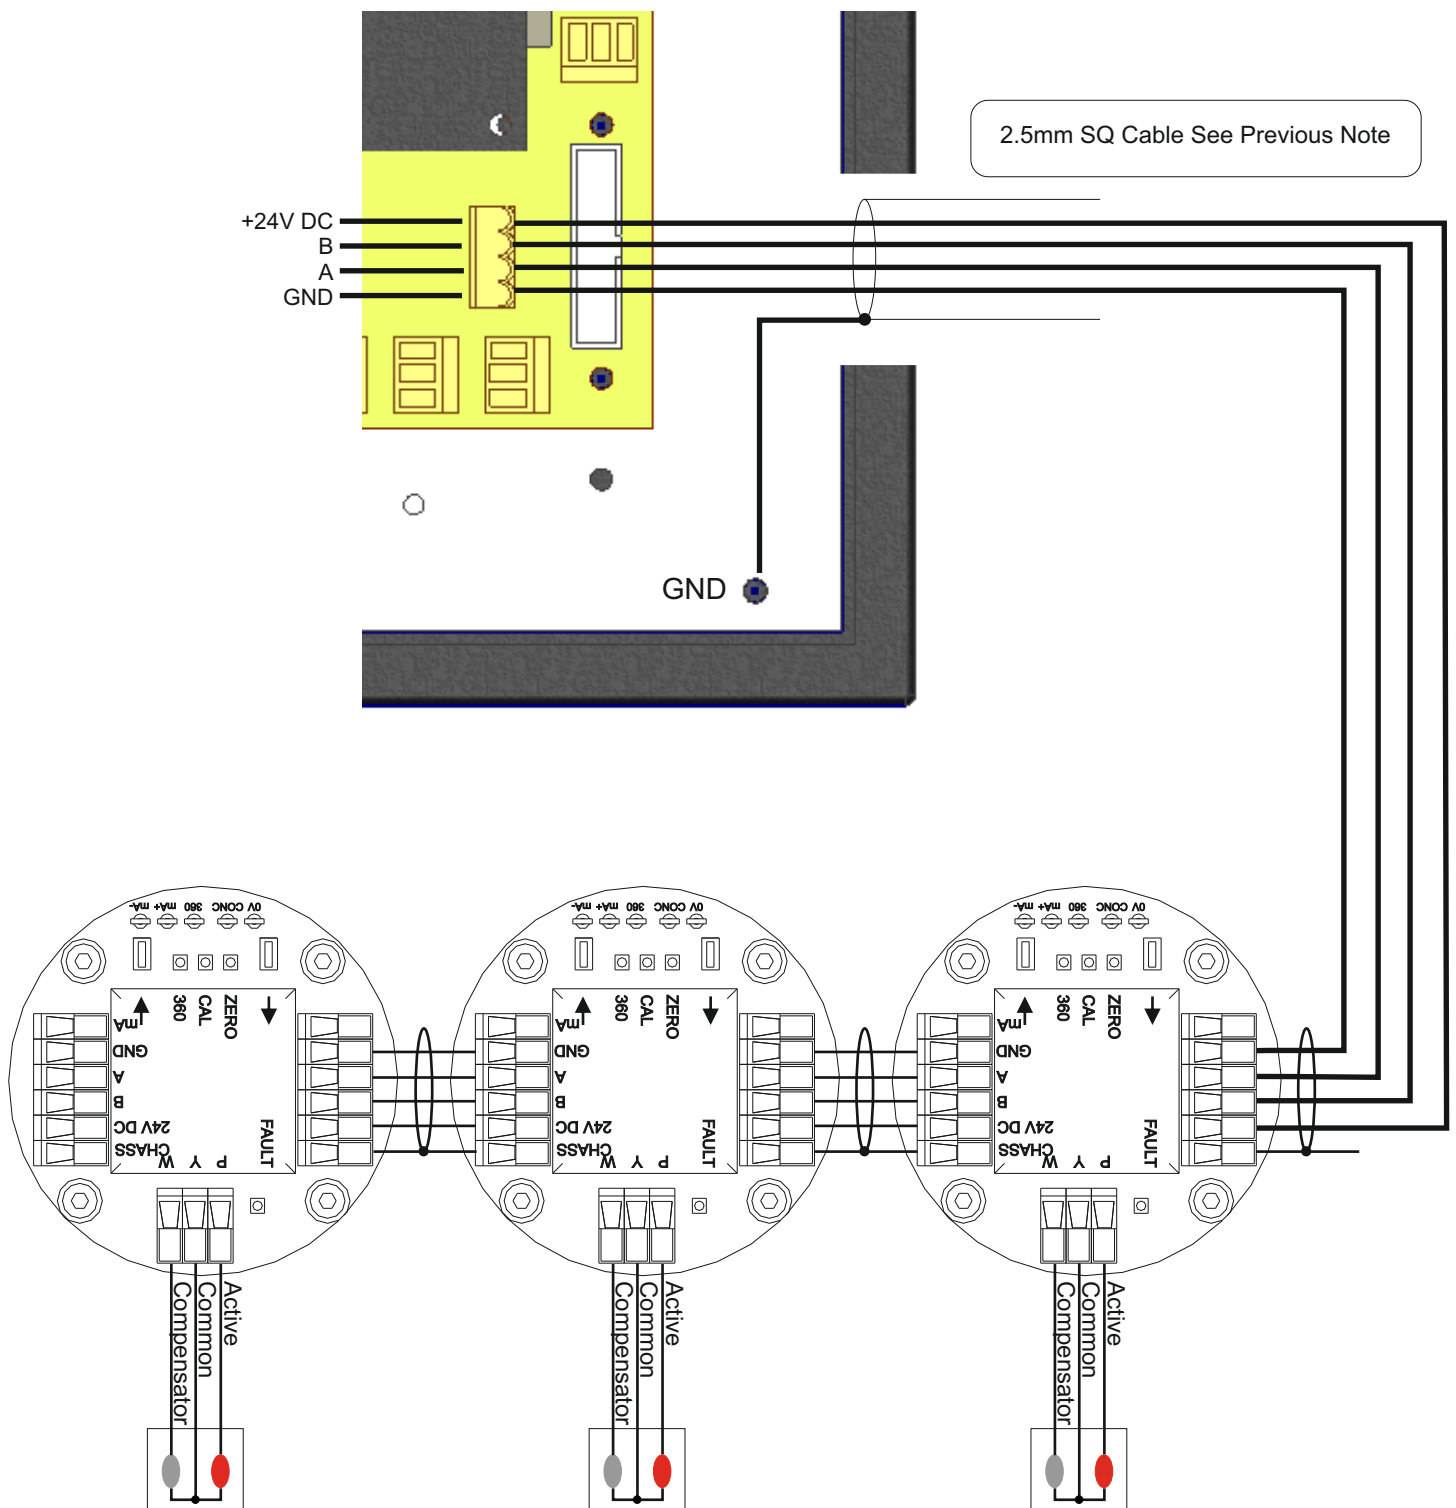 2.5mm SQ Cable See Previous Note
+24V DC
B
A
GND
GND
mA- mA+ 360 CONC 0V
mA
GND
A
B
24V DC
CHASS
360
CAL
ZERO
FAULT
W Y P
Compensator
Common
Active
mA- mA+ 360 CONC 0V
mA
GND
A
B
24V DC
CHASS
360
CAL
ZERO
FAULT
W Y P
Compensator
Common
Active
mA- mA+ 360 CONC 0V
mA
GND
A
B
24V DC
CHASS
360
CAL
ZERO
FAULT
W Y P
Compensator
Common
Active